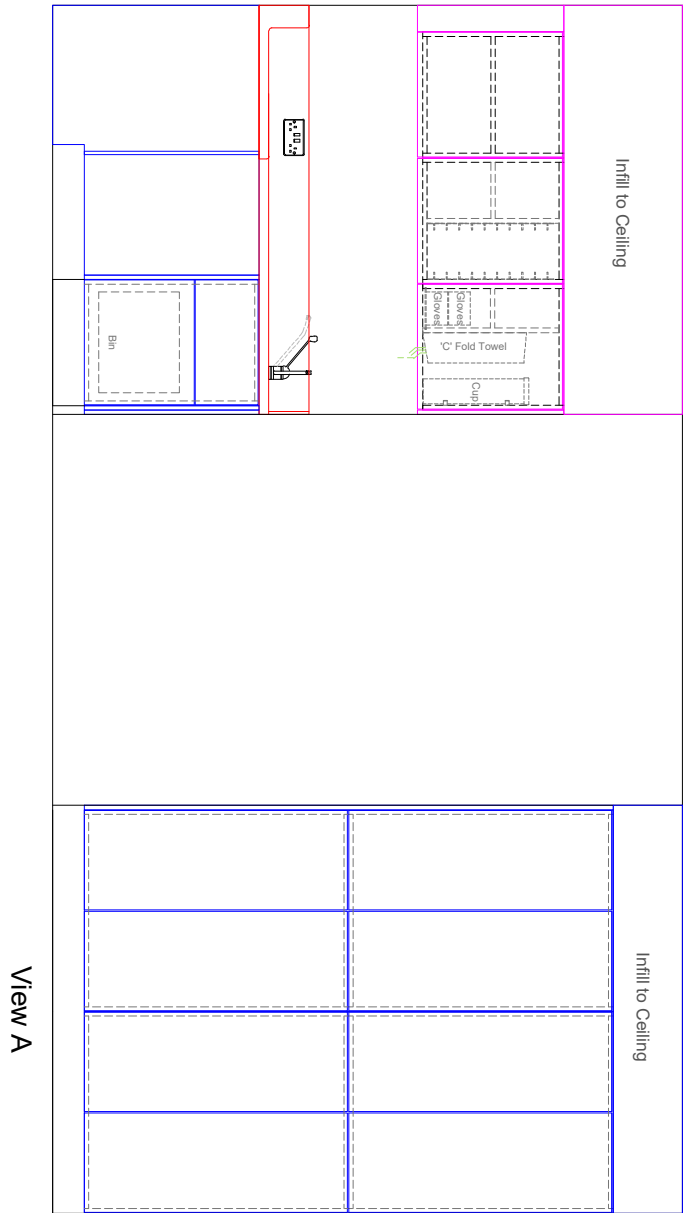 Infill to Ceiling
Gloves
Gloves
'C' Fold Towel
Cup
Bin
Infill to Ceiling
View A